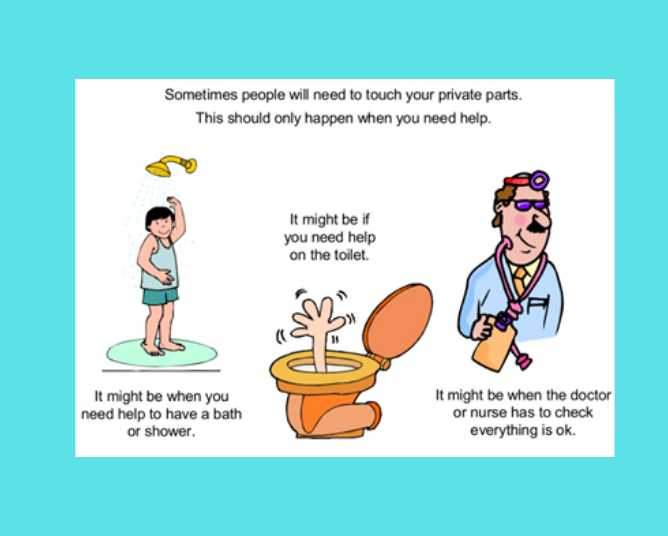 Sometimes people will need to touch your private parts.
This should only happen when you need help.
It might be if
you need help
on the toilet.
It might be when you
need help to have a bath
or shower.
It might be when the doctor
or nurse has to check
everything is ok.